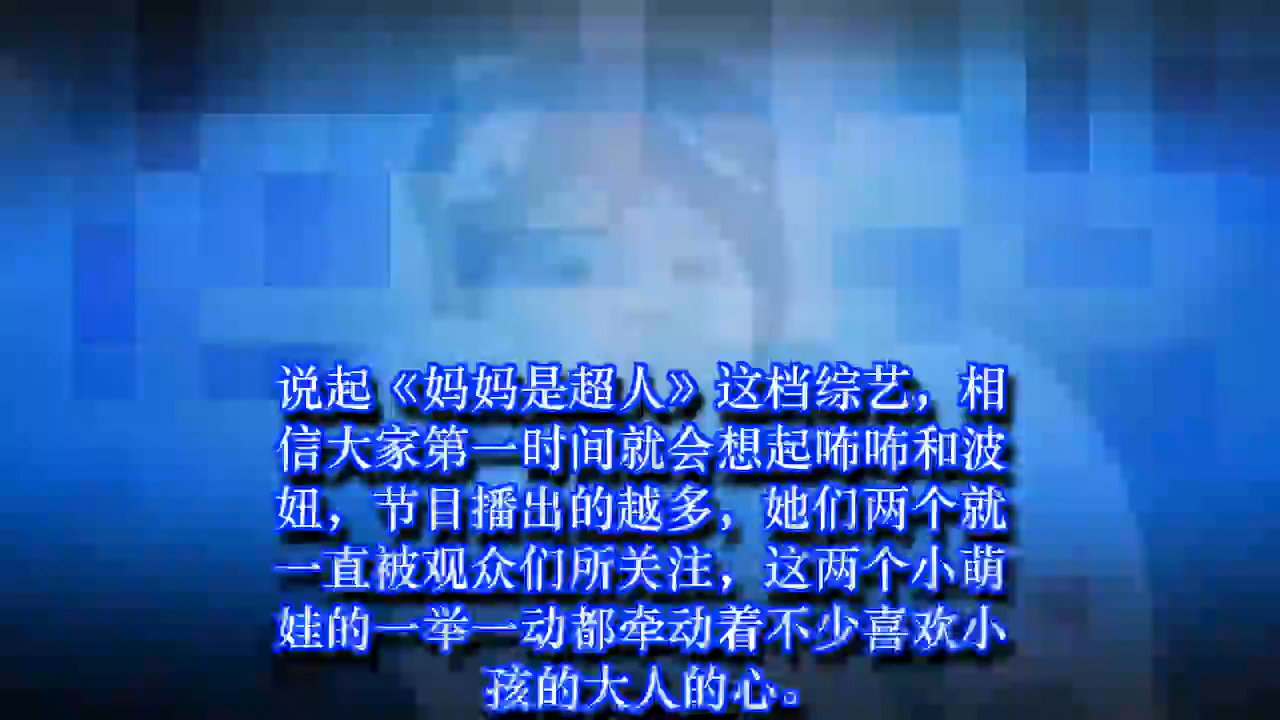 说起《妈妈是超人》这档综艺，相
信大家第一时间就会想起咘咘和波
妞，节目播出的越多，她们两个就
一直被观众们所关注，这两个小萌
娃的一举一动都牵动着不少喜欢小
孩的大人的心。